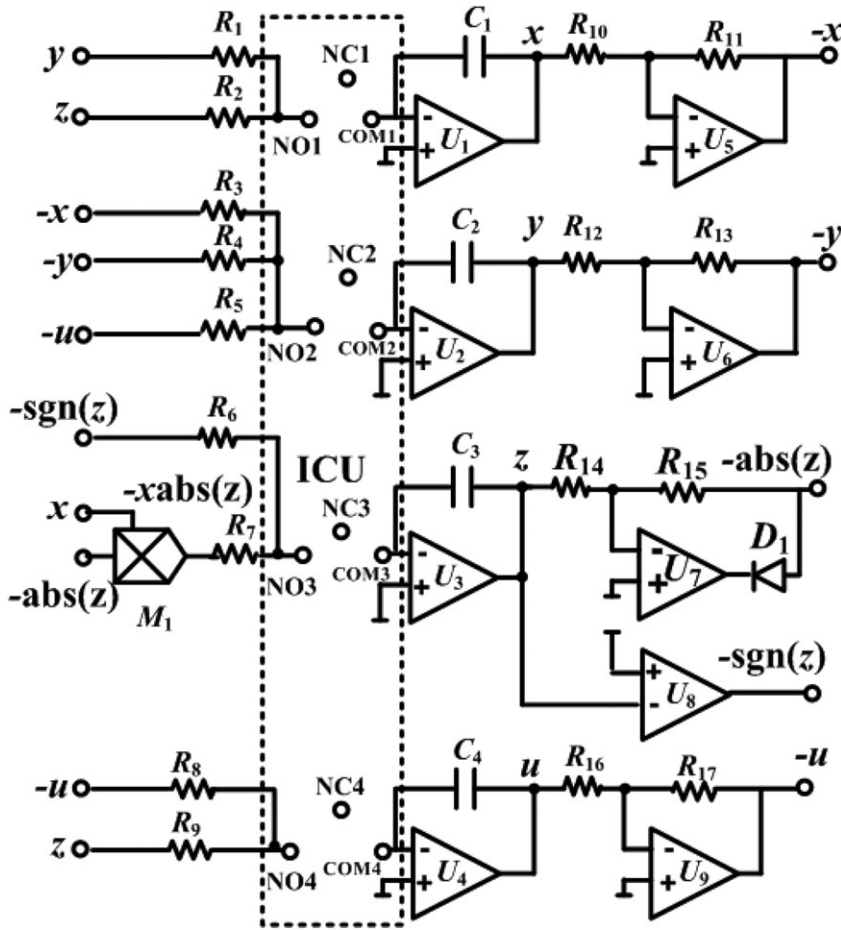 y R1 NC1 C1 x R10 R11 -x
z R2 NO1 COM1 - + U1 - + U5
-x R3 C2 y R12 R13 -y
-y R4 NC2
-u R5 NO2 COM2 - + U2 - + U6
-sgn(z) R6 ICU C3 z R14 R15 -abs(z)
x -xabs(z) R7 NC3
-abs(z) M1 NO3 COM3 - + U3 - + U7 D1
+ - U8 -sgn(z)
-u R8 NC4 C4 u R16 R17 -u
z R9 NO4 COM4 - + U4 - + U9